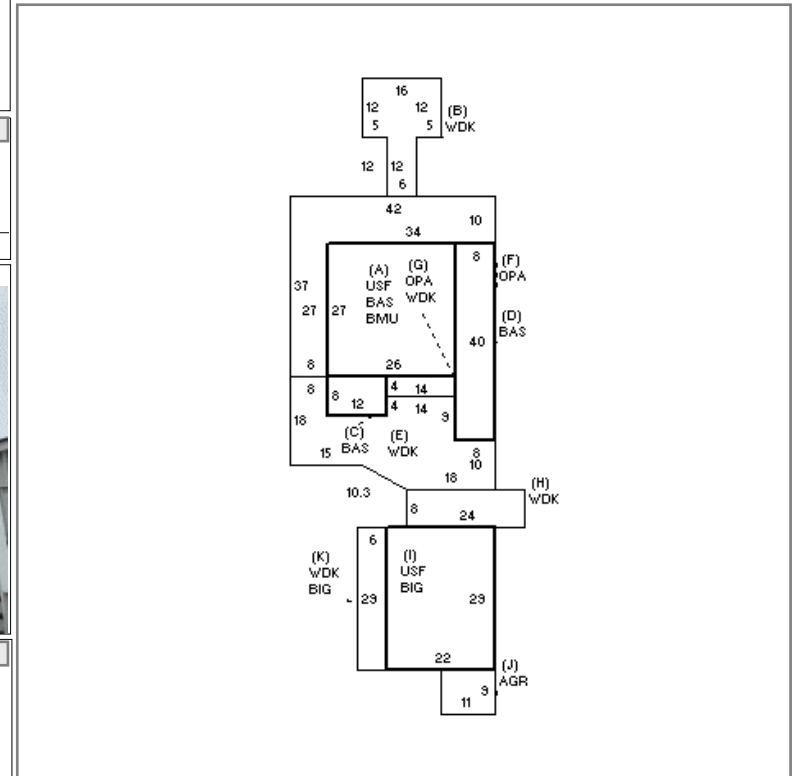 16
12 12
5 5
(B)
WDK
12 12
6
42
10
34
8
(F)
OPA
(A)
USF
BAS
BMU
(G)
OPA
WDK
37
27 27
(D)
BAS
40
8 26
8 8 4 14
12 4 14
9
18
(C)
BAS
(E)
WDK
15
8
10
18
10.3
(H)
WDK
8 24
6
(K)
WDK
BIG
(I)
USF
BIG
29 29
22
(J)
AGR
9
11